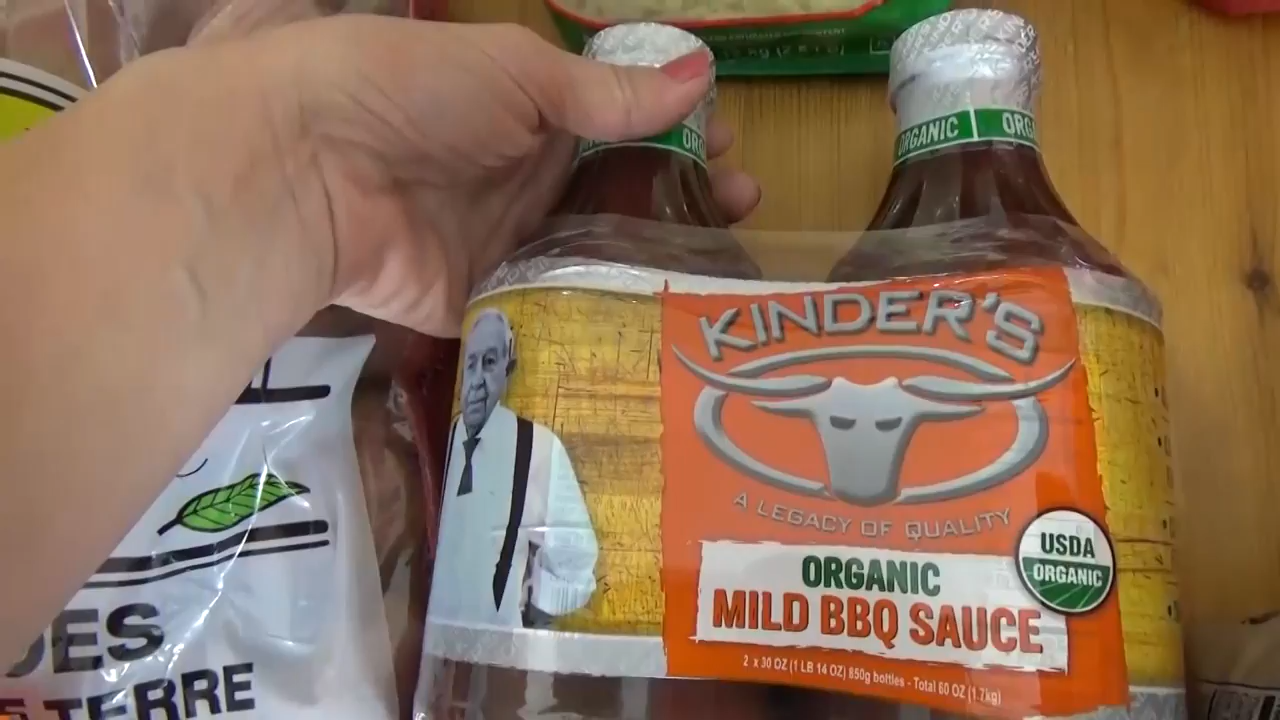 ORGANIC
ORG
KINDER'S
A LEGACY OF QUALITY
ORGANIC
MILD BBQ SAUCE
USDA
ORGANIC
2 x 30 OZ (1 LB 14 OZ) 850g bottles - Total 60 OZ (1.7kg)
TERRE